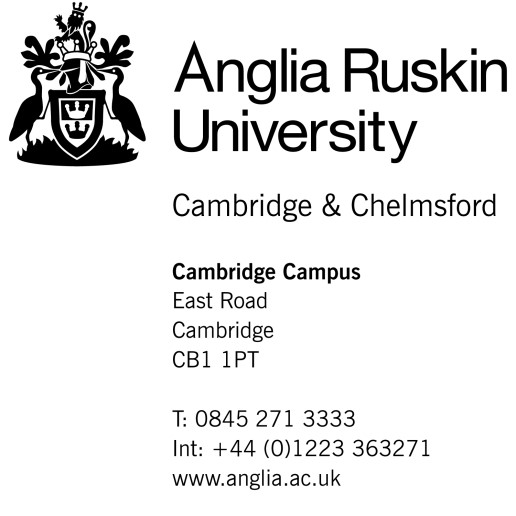 Anglia Ruskin
University
Cambridge & Chelmsford
Cambridge Campus
East Road
Cambridge
CB1 1PT
T: 0845 271 3333
Int: +44 (0)1223 363271
www.anglia.ac.uk